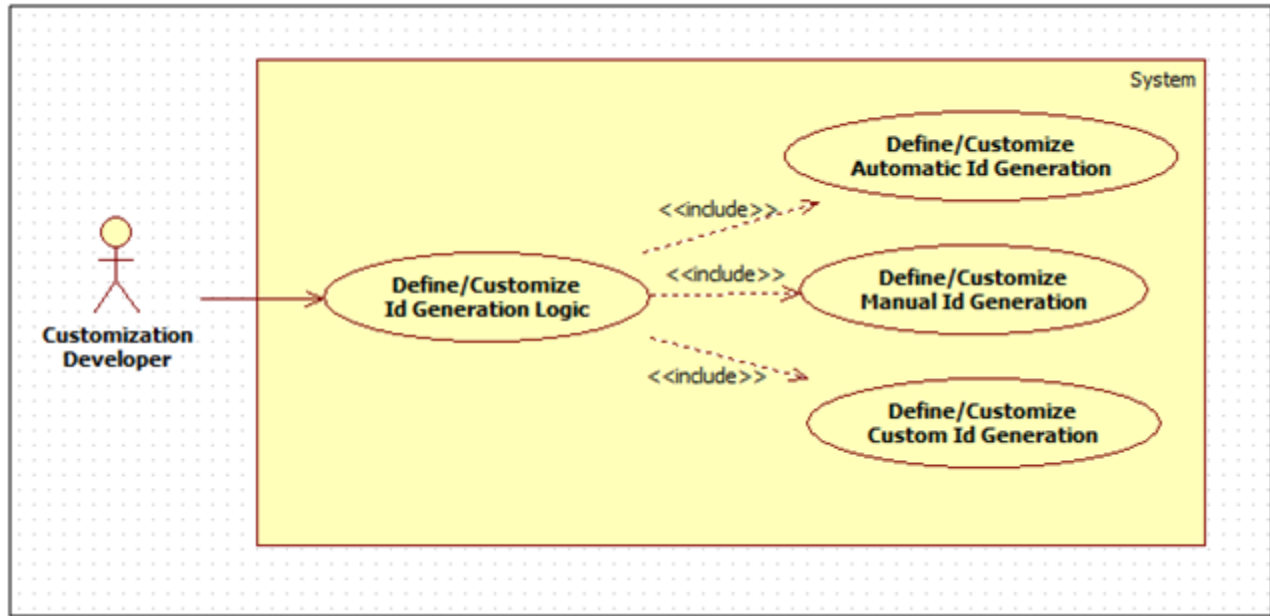 System
Define/Customize
Automatic Id Generation
<<include>>
Define/Customize
Id Generation Logic
<<include>>
Define/Customize
Manual Id Generation
Customization
Developer
<<include>>
Define/Customize
Custom Id Generation